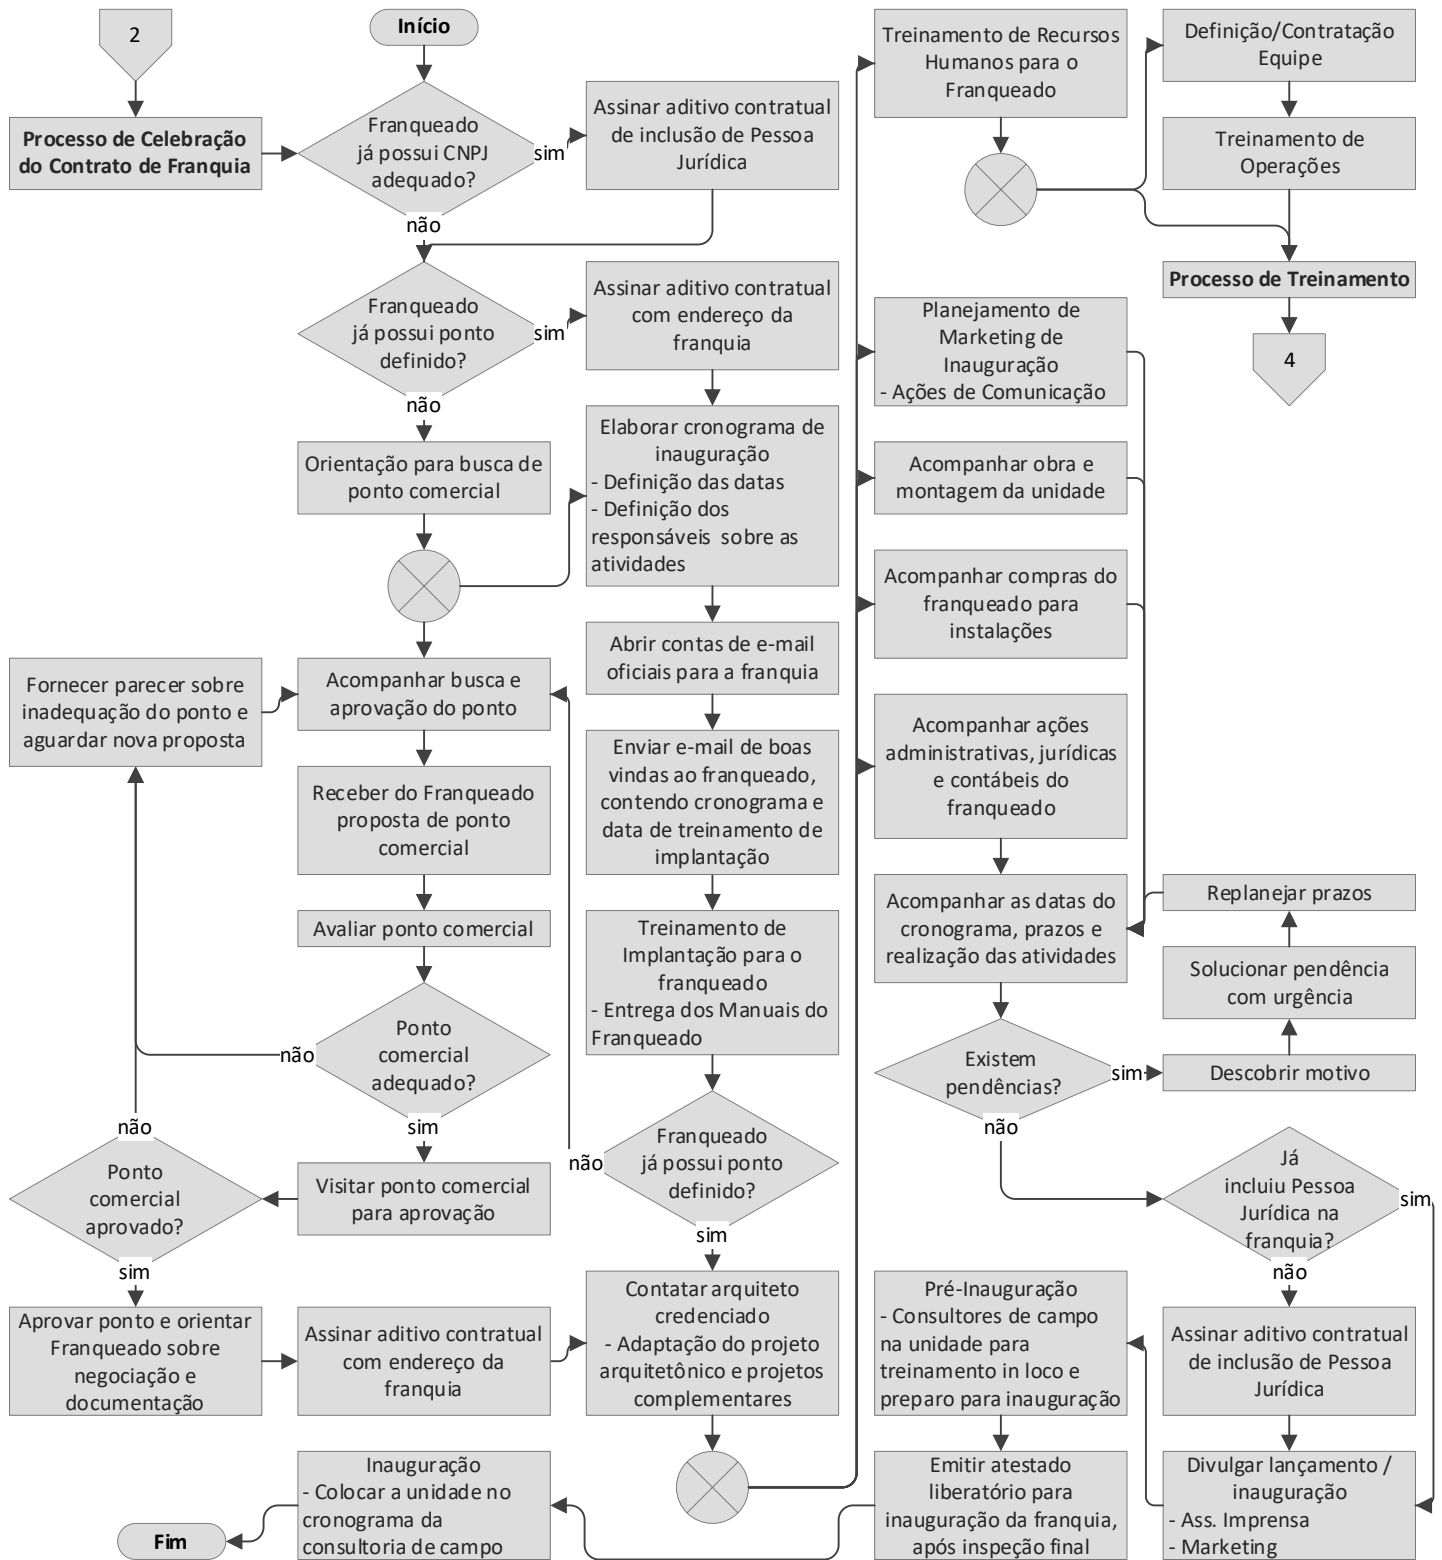 2
Processo de Celebração
do Contrato de Franquia
Início
Franqueado
já possui CNPJ
adequado?
sim
não
Assinar aditivo contratual
de inclusão de Pessoa
Jurídica
Franqueado
já possui ponto
definido?
sim
não
Assinar aditivo contratual
com endereço da
franquia
Orientação para busca de
ponto comercial
Elaborar cronograma de
inauguração
- Definição das datas
- Definição dos
responsáveis sobre as
atividades
Abrir contas de e-mail
oficiais para a franquia
Fornecer parecer sobre
inadequação do ponto e
aguardar nova proposta
Acompanhar busca e
aprovação do ponto
Enviar e-mail de boas
vindas ao franqueado,
contendo cronograma e
data de treinamento de
implantação
Receber do Franqueado
proposta de ponto
comercial
Avaliar ponto comercial
Treinamento de
Implantação para o
franqueado
- Entrega dos Manuais do
Franqueado
Ponto
comercial
adequado?
não
sim
Franqueado
já possui ponto
definido?
não
sim
Visitar ponto comercial
para aprovação
não
Ponto
comercial
aprovado?
sim
Aprovar ponto e orientar
Franqueado sobre
negociação e
documentação
Assinar aditivo contratual
com endereço da
franquia
Contatar arquiteto
credenciado
- Adaptação do projeto
arquitetônico e projetos
complementares
Treinamento de Recursos
Humanos para o
Franqueado
Definição/Contratação
Equipe
Treinamento de
Operações
Processo de Treinamento
4
Planejamento de
Marketing de
Inauguração
- Ações de Comunicação
Acompanhar obra e
montagem da unidade
Acompanhar compras do
franqueado para
instalações
Acompanhar ações
administrativas, jurídicas
e contábeis do
franqueado
Acompanhar as datas do
cronograma, prazos e
realização das atividades
Replanejar prazos
Solucionar pendência
com urgência
Descobrir motivo
Existem
pendências?
sim
não
Já
incluiu Pessoa
Jurídica na
franquia?
sim
não
Assinar aditivo contratual
de inclusão de Pessoa
Jurídica
Divulgar lançamento /
inauguração
- Ass. Imprensa
- Marketing
Pré-Inauguração
- Consultores de campo
na unidade para
treinamento in loco e
preparo para inauguração
Emitir atestado
liberatório para
inauguração da franquia,
após inspeção final
Inauguração
- Colocar a unidade no
cronograma da
consultoria de campo
Fim